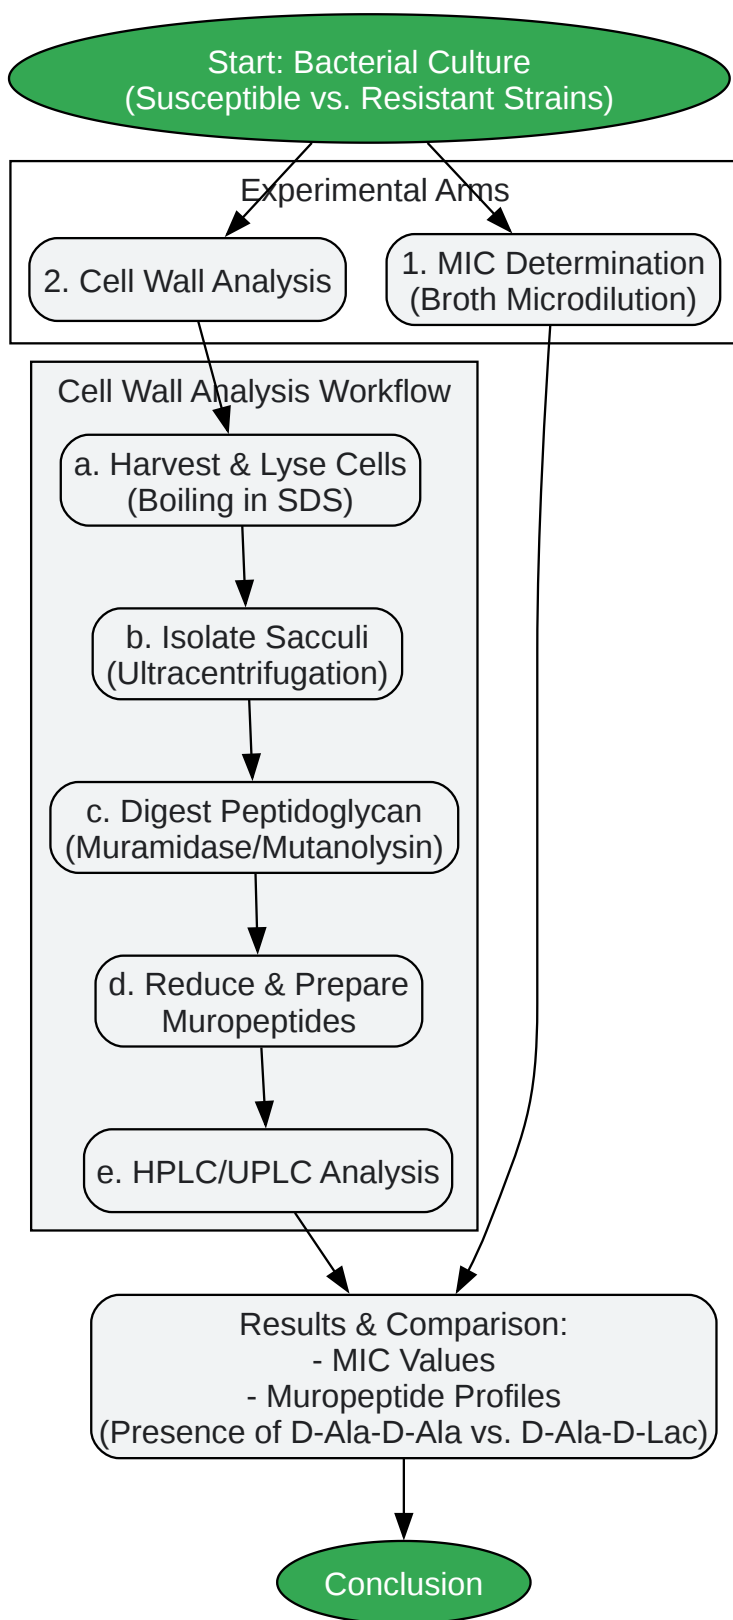 Start: Bacterial Culture
(Susceptible vs. Resistant Strains)
Experimental Arms
2. Cell Wall Analysis
1. MIC Determination
(Broth Microdilution)
Cell Wall Analysis Workflow
a. Harvest & Lyse Cells
(Boiling in SDS)
b. Isolate Sacculi
(Ultracentrifugation)
c. Digest Peptidoglycan
(Muramidase/Mutanolysin)
d. Reduce & Prepare
Muropeptides
e. HPLC/UPLC Analysis
Results & Comparison:
- MIC Values
- Muropeptide Profiles
(Presence of D-Ala-D-Ala vs. D-Ala-D-Lac)
Conclusion